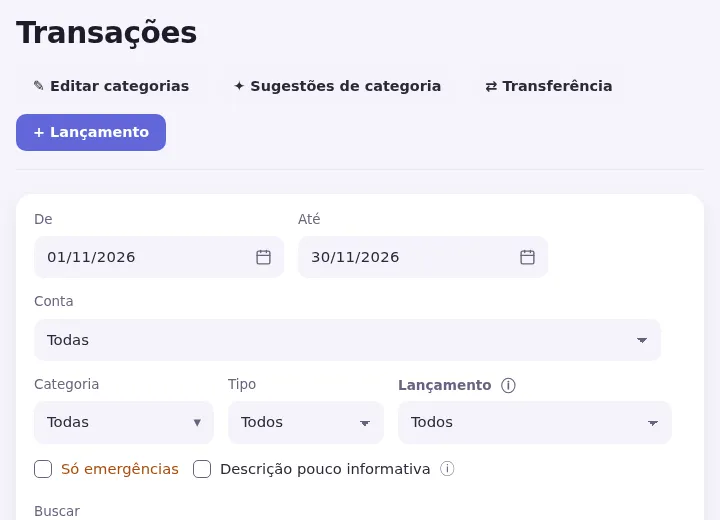 Transações
✎ Editar categorias ✦ Sugestões de categoria ⇄ Transferência
+ Lançamento
De Até
01/11/2026 30/11/2026
Conta
Todas
Categoria Tipo Lançamento ⓘ
Todas Todos Todos
Só emergências Descrição pouco informativa ⓘ
Buscar